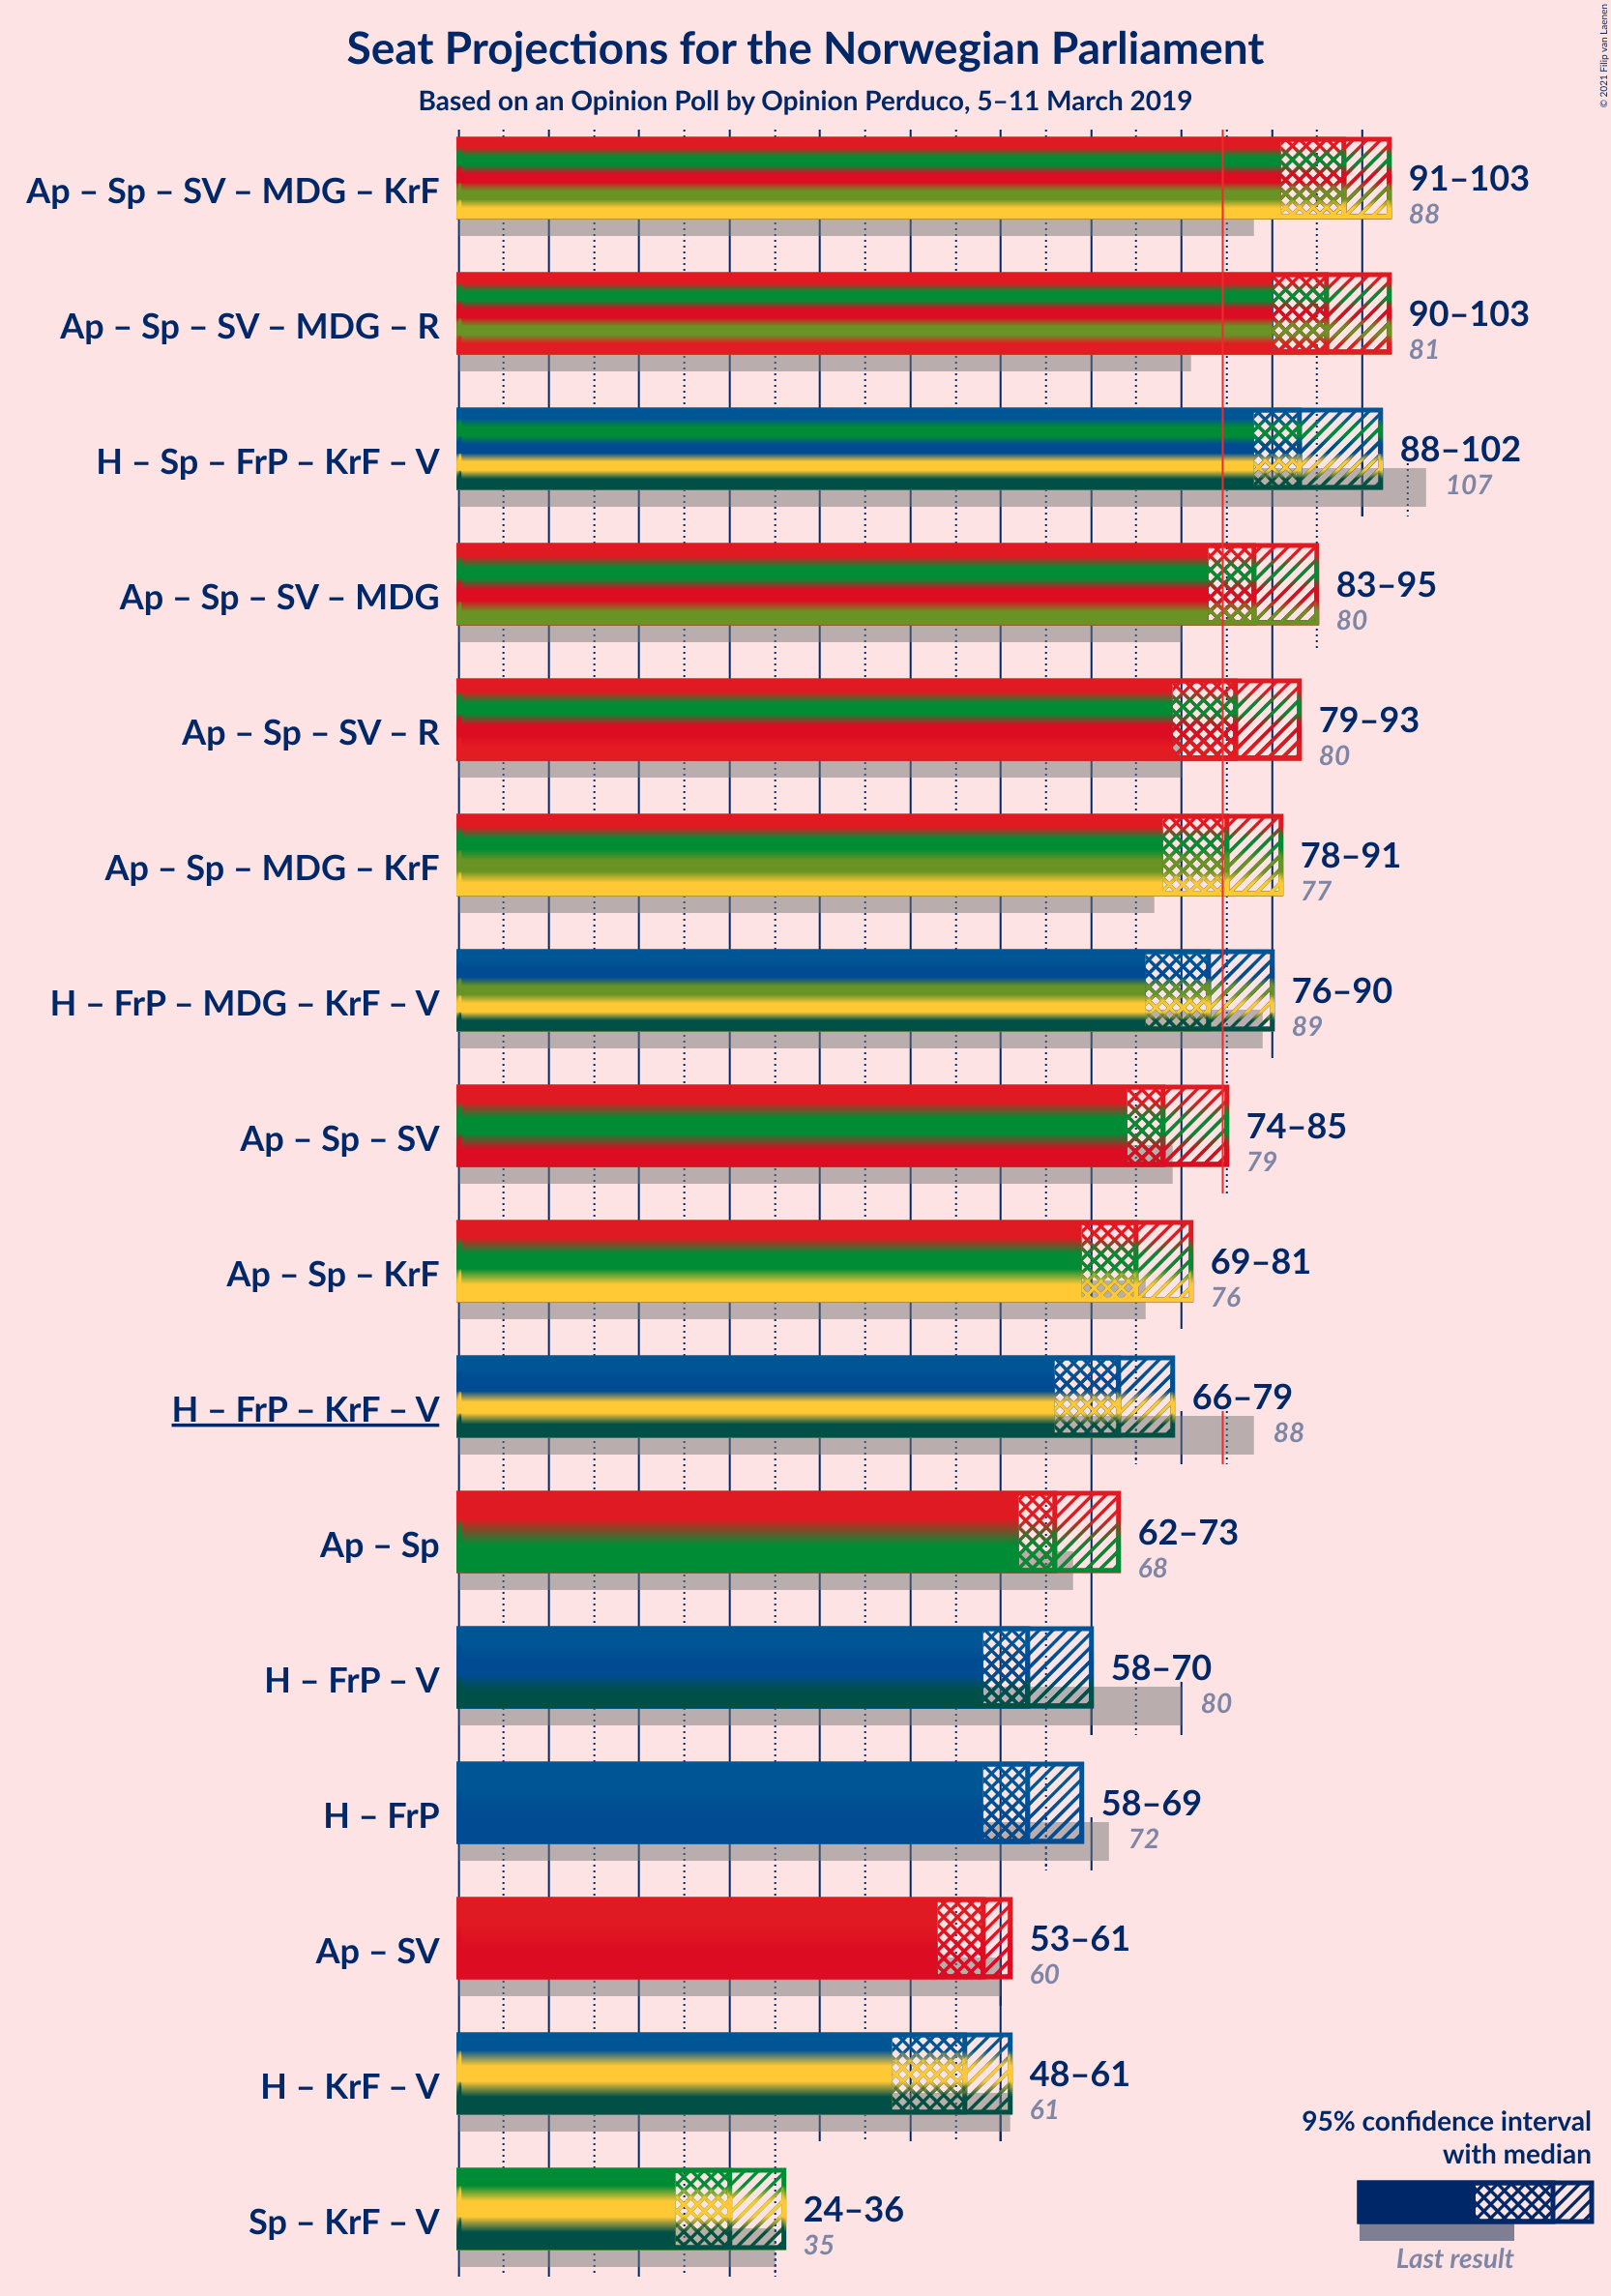 Seat Projections for the Norwegian Parliament
Based on an Opinion Poll by Opinion Perduco, 5–11 March 2019
© 2021 Filip van Laenen
Ap – Sp – SV – MDG – KrF
91–103
88
Ap – Sp – SV – MDG – R
90–103
81
H – Sp – FrP – KrF – V
88–102
107
Ap – Sp – SV – MDG
83–95
80
Ap – Sp – SV – R
79–93
80
Ap – Sp – MDG – KrF
78–91
77
H – FrP – MDG – KrF – V
76–90
89
Ap – Sp – SV
74–85
79
Ap – Sp – KrF
69–81
76
H – FrP – KrF – V
66–79
88
Ap – Sp
62–73
68
H – FrP – V
58–70
80
H – FrP
58–69
72
Ap – SV
53–61
60
H – KrF – V
48–61
61
Sp – KrF – V
24–36
35
95% confidence interval
with median
Last result